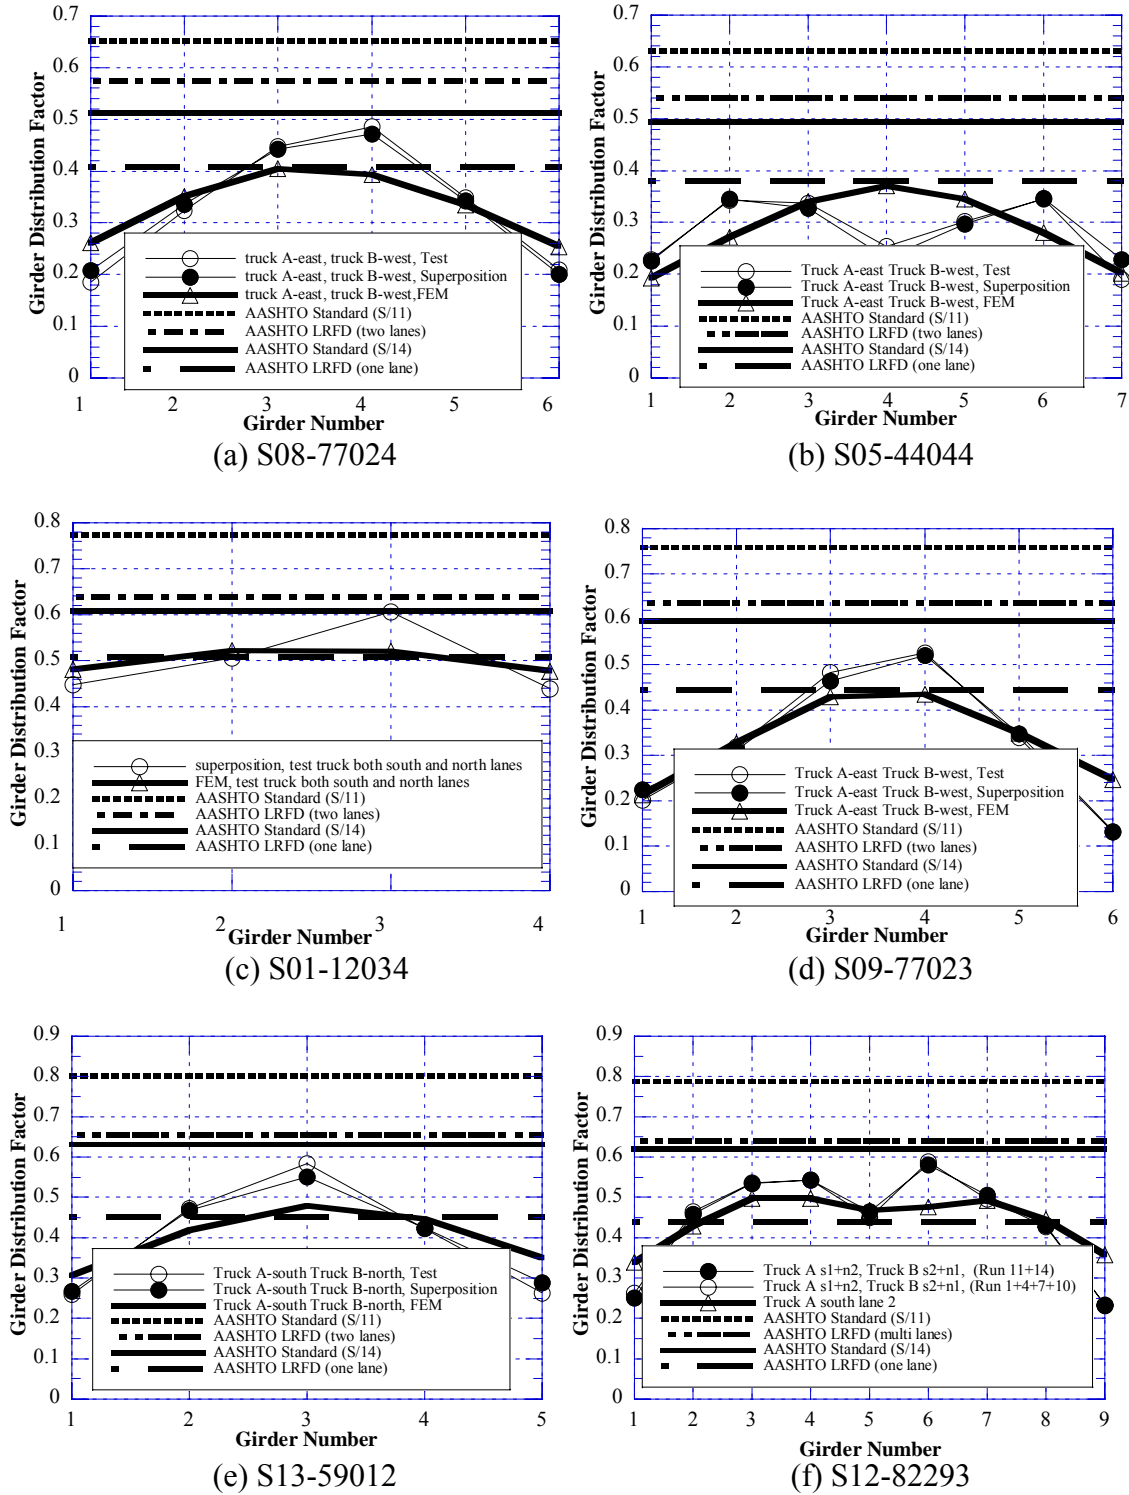 0.7
0.6
0.5
0.4
0.3
0.2
0.1
0
Girder Distribution Factor
truck A-east, truck B-west, Test
truck A-east, truck B-west, Superposition
truck A-east, truck B-west,FEM
AASHTO Standard (S/11)
AASHTO LRFD (two lanes)
AASHTO Standard (S/14)
AASHTO LRFD (one lane)
1 2 3 4 5 6
Girder Number
(a) S08-77024
0.7
0.6
0.5
0.4
0.3
0.2
0.1
0
Girder Distribution Factor
Truck A-east Truck B-west, Test
Truck A-east Truck B-west, Superposition
Truck A-east Truck B-west, FEM
AASHTO Standard (S/11)
AASHTO LRFD (two lanes)
AASHTO Standard (S/14)
AASHTO LRFD (one lane)
1 2 3 4 5 6 7
Girder Number
(b) S05-44044
0.8
0.7
0.6
0.5
0.4
0.3
0.2
0.1
0
Girder Distribution Factor
superposition, test truck both south and north lanes
FEM, test truck both south and north lanes
AASHTO Standard (S/11)
AASHTO LRFD (two lanes)
AASHTO Standard (S/14)
AASHTO LRFD (one lane)
1 2 3 4
Girder Number
(c) S01-12034
0.8
0.7
0.6
0.5
0.4
0.3
0.2
0.1
0
Girder Distribution Factor
Truck A-east Truck B-west, Test
Truck A-east Truck B-west, Superposition
Truck A-east Truck B-west, FEM
AASHTO Standard (S/11)
AASHTO LRFD (two lanes)
AASHTO Standard (S/14)
AASHTO LRFD (one lane)
1 2 3 4 5 6
Girder Number
(d) S09-77023
0.9
0.8
0.7
0.6
0.5
0.4
0.3
0.2
0.1
0
Girder Distribution Factor
Truck A-south Truck B-north, Test
Truck A-south Truck B-north, Superposition
Truck A-south Truck B-north, FEM
AASHTO Standard (S/11)
AASHTO LRFD (two lanes)
AASHTO Standard (S/14)
AASHTO LRFD (one lane)
1 2 3 4 5
Girder Number
(e) S13-59012
0.9
0.8
0.7
0.6
0.5
0.4
0.3
0.2
0.1
0
Girder Distribution Factor
Truck A s1+n2, Truck B s2+n1, (Run 11+14)
Truck A s1+n2, Truck B s2+n1, (Run 1+4+7+10)
Truck A south lane 2
AASHTO Standard (S/11)
AASHTO LRFD (multi lanes)
AASHTO Standard (S/14)
AASHTO LRFD (one lane)
1 2 3 4 5 6 7 8 9
Girder Number
(f) S12-82293